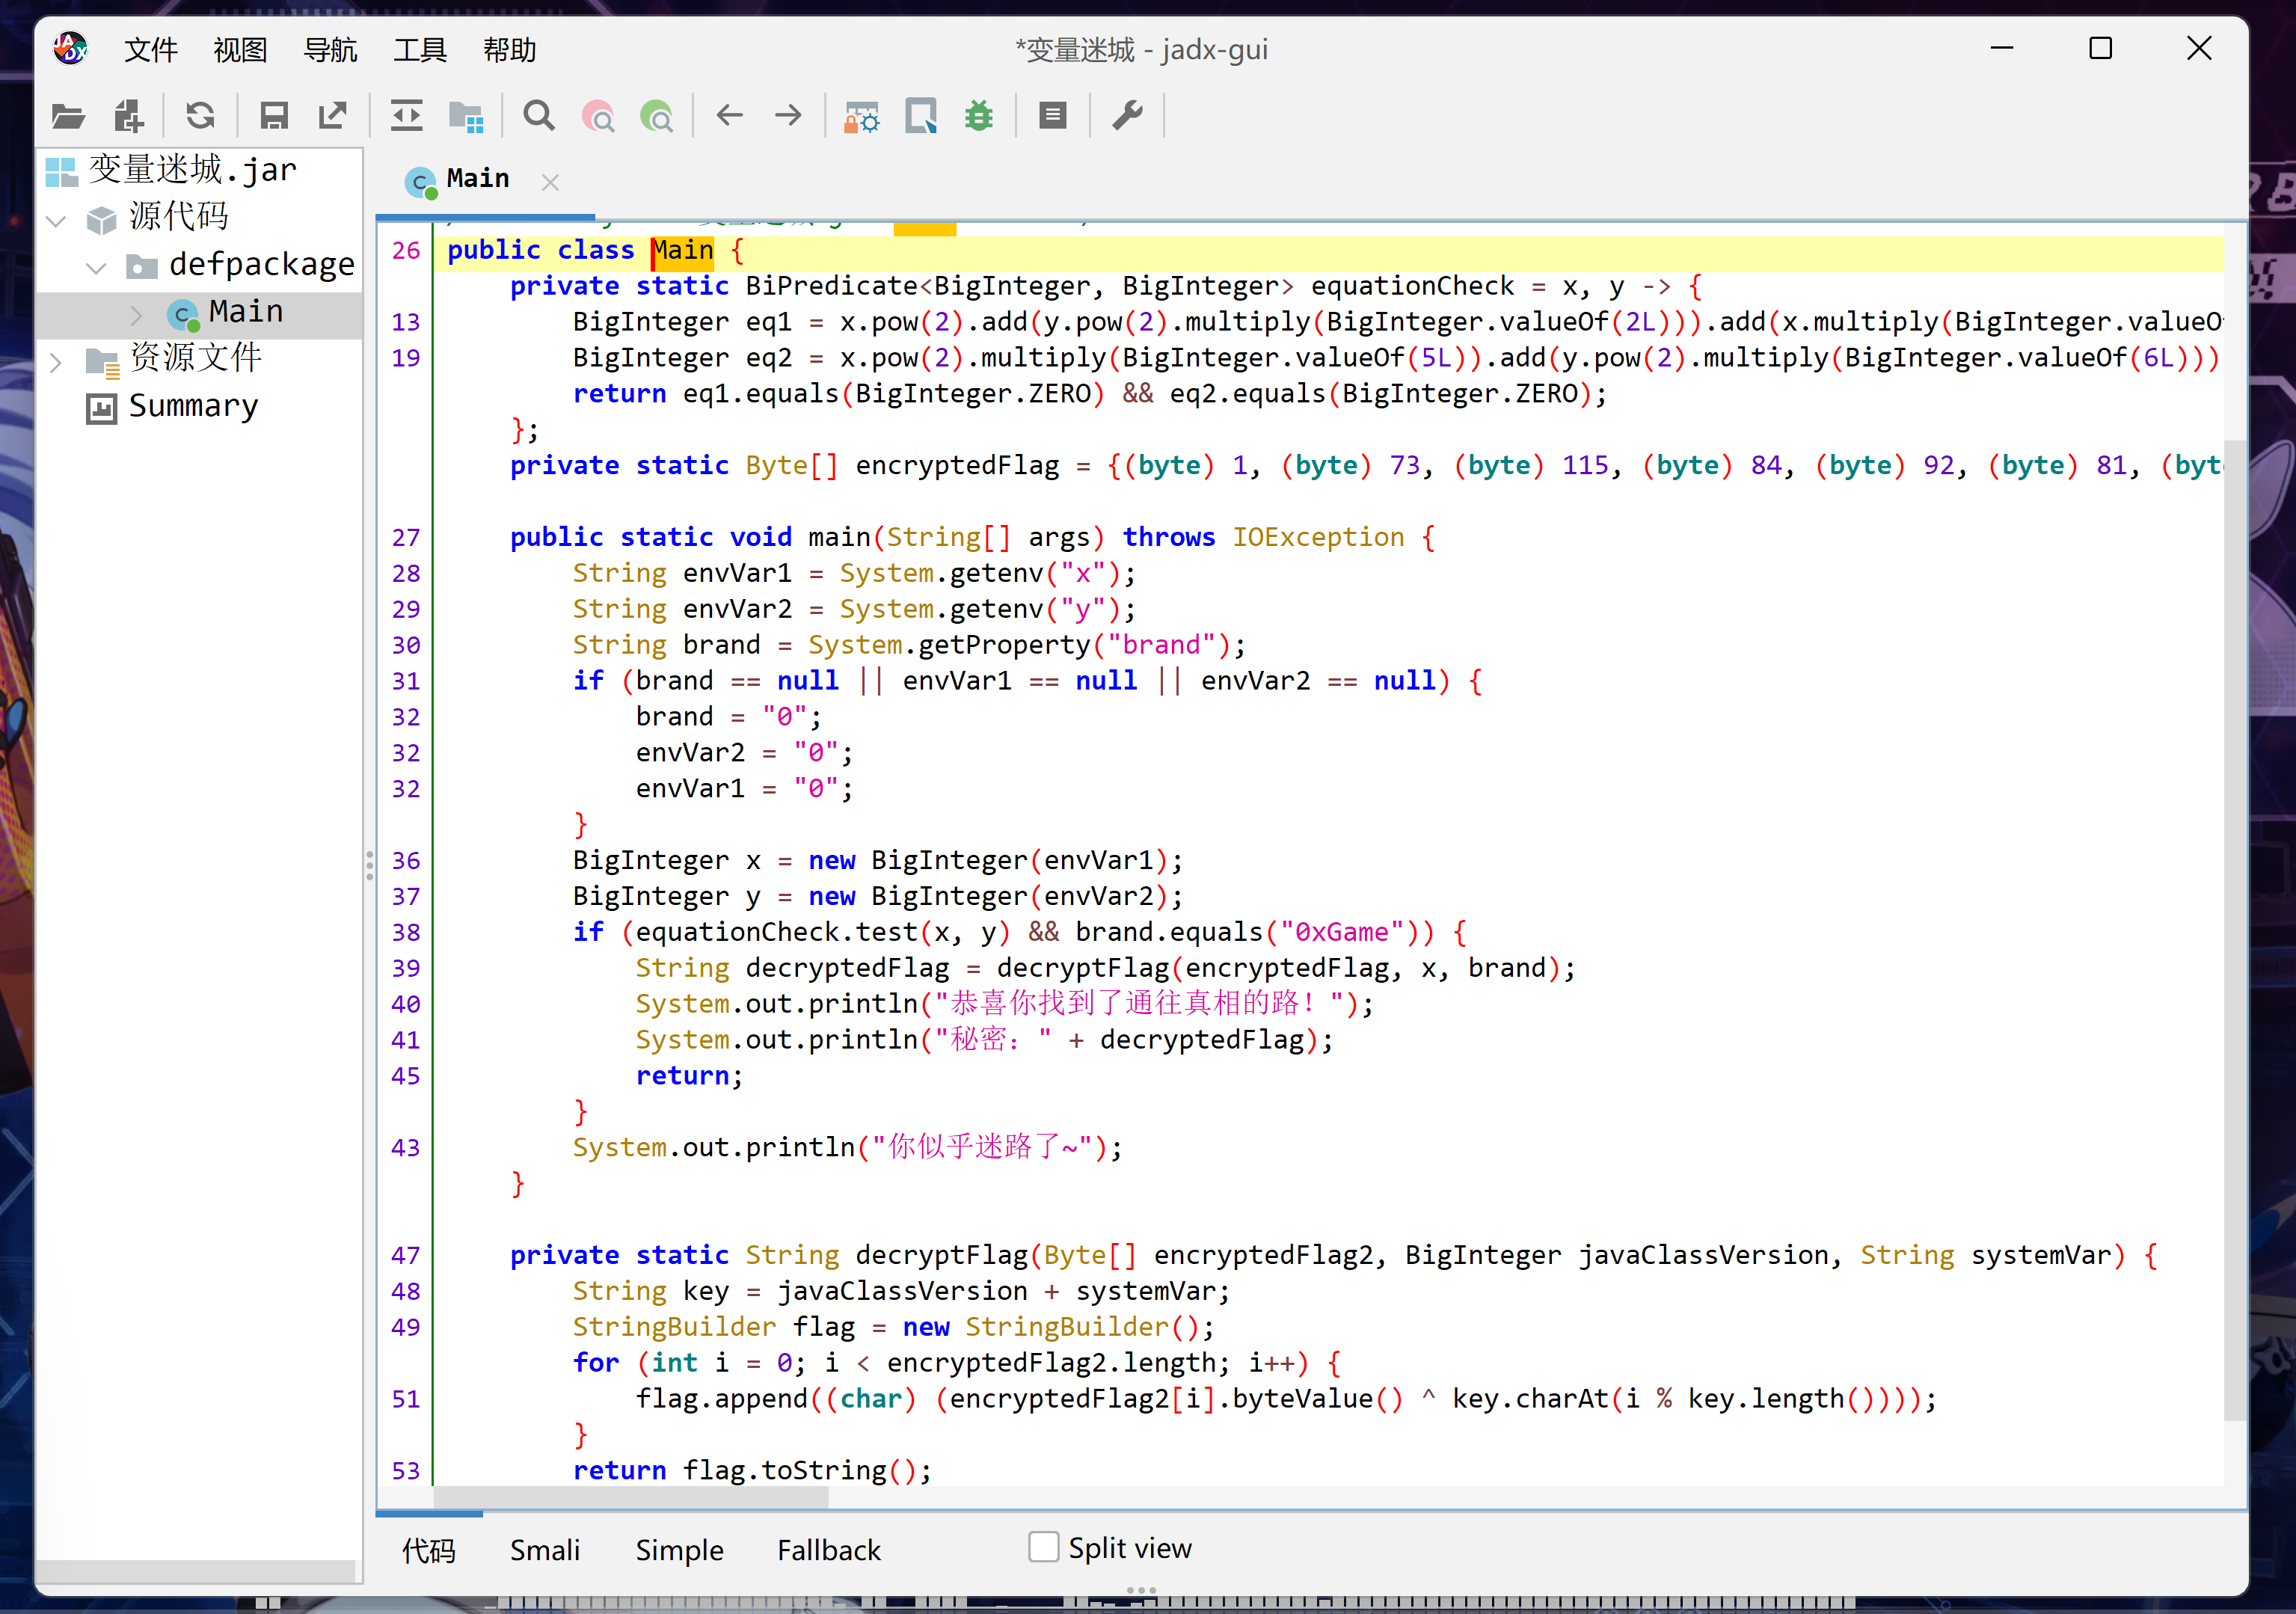 文件 视图 导航 工具 帮助
*变量迷城 - jadx-gui
变量迷城.jar
源代码
defpackage
Main
资源文件
Summary
Main
26 public class Main {
private static BiPredicate<BigInteger, BigInteger> equationCheck = x, y -> {
13 BigInteger eq1 = x.pow(2).add(y.pow(2).multiply(BigInteger.valueOf(2L))).add(x.multiply(BigInteger.valueO
19 BigInteger eq2 = x.pow(2).multiply(BigInteger.valueOf(5L)).add(y.pow(2).multiply(BigInteger.valueOf(6L)))
return eq1.equals(BigInteger.ZERO) && eq2.equals(BigInteger.ZERO);
};
private static Byte[] encryptedFlag = {(byte) 1, (byte) 73, (byte) 115, (byte) 84, (byte) 92, (byte) 81, (byt
27 public static void main(String[] args) throws IOException {
28 String envVar1 = System.getenv("x");
29 String envVar2 = System.getenv("y");
30 String brand = System.getProperty("brand");
31 if (brand == null || envVar1 == null || envVar2 == null) {
32 brand = "0";
32 envVar2 = "0";
32 envVar1 = "0";
}
36 BigInteger x = new BigInteger(envVar1);
37 BigInteger y = new BigInteger(envVar2);
38 if (equationCheck.test(x, y) && brand.equals("0xGame")) {
39 String decryptedFlag = decryptFlag(encryptedFlag, x, brand);
40 System.out.println("恭喜你找到了通往真相的路！");
41 System.out.println("秘密：" + decryptedFlag);
45 return;
}
43 System.out.println("你似乎迷路了~");
}
47 private static String decryptFlag(Byte[] encryptedFlag2, BigInteger javaClassVersion, String systemVar) {
48 String key = javaClassVersion + systemVar;
49 StringBuilder flag = new StringBuilder();
for (int i = 0; i < encryptedFlag2.length; i++) {
51 flag.append((char) (encryptedFlag2[i].byteValue() ^ key.charAt(i % key.length())));
}
53 return flag.toString();
代码 Smali Simple Fallback Split view